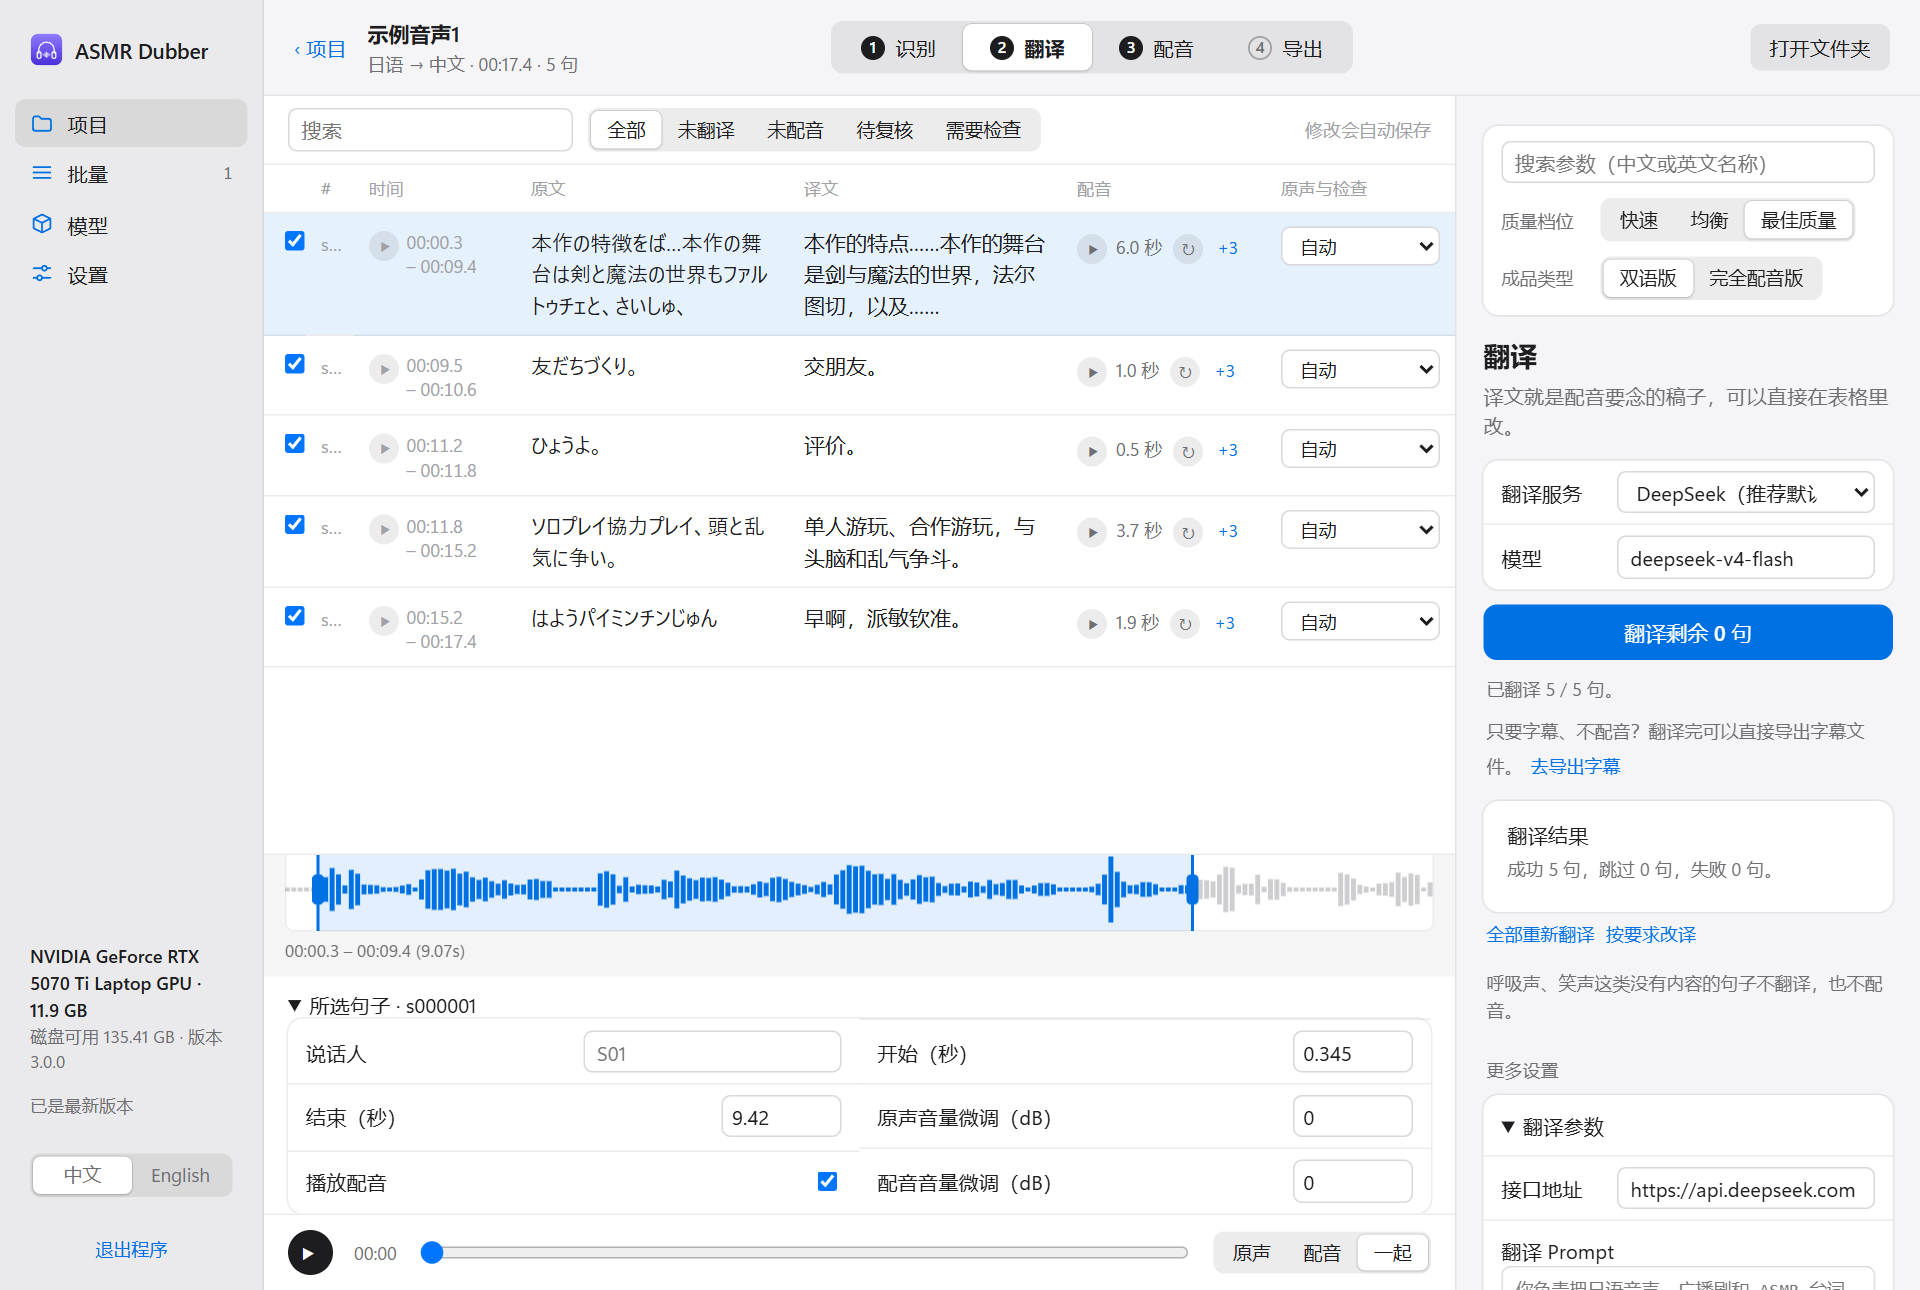 ASMR Dubber
项目
批量 1
模型
设置
NVIDIA GeForce RTX
5070 Ti Laptop GPU ·
11.9 GB
磁盘可用 135.41 GB · 版本
3.0.0
已是最新版本
中文 English
退出程序
‹ 项目
示例音声1
日语 → 中文 · 00:17.4 · 5 句
1 识别 2 翻译 3 配音 4 导出
打开文件夹
搜索
全部 未翻译 未配音 待复核 需要检查
修改会自动保存
# 时间 原文 译文 配音 原声与检查
s... 00:00.3
– 00:09.4
本作の特徴をば...本作の舞
台は剣と魔法の世界もファル
トゥチェと、さいしゅ、
本作的特点……本作的舞台
是剑与魔法的世界，法尔
图切，以及……
6.0 秒 +3 自动
s... 00:09.5
– 00:10.6
友だちづくり。
交朋友。
1.0 秒 +3 自动
s... 00:11.2
– 00:11.8
ひょうよ。
评价。
0.5 秒 +3 自动
s... 00:11.8
– 00:15.2
ソロプレイ協力プレイ、頭と乱
気に争い。
单人游玩、合作游玩，与
头脑和乱气争斗。
3.7 秒 +3 自动
s... 00:15.2
– 00:17.4
はようパイミンチンじゅん
早啊，派敏钦准。
1.9 秒 +3 自动
00:00.3 – 00:09.4 (9.07s)
▼ 所选句子 · s000001
说话人 S01 开始（秒） 0.345
结束（秒） 9.42 原声音量微调（dB） 0
播放配音 配音音量微调（dB） 0
00:00
原声 配音 一起
搜索参数（中文或英文名称）
质量档位 快速 均衡 最佳质量
成品类型 双语版 完全配音版
翻译
译文就是配音要念的稿子，可以直接在表格里
改。
翻译服务 DeepSeek（推荐默
模型 deepseek-v4-flash
翻译剩余 0 句
已翻译 5 / 5 句。
只要字幕、不配音？翻译完可以直接导出字幕文
件。 去导出字幕
翻译结果
成功 5 句，跳过 0 句，失败 0 句。
全部重新翻译 按要求改译
呼吸声、笑声这类没有内容的句子不翻译，也不配
音。
更多设置
▼ 翻译参数
接口地址 https://api.deepseek.com
翻译 Prompt